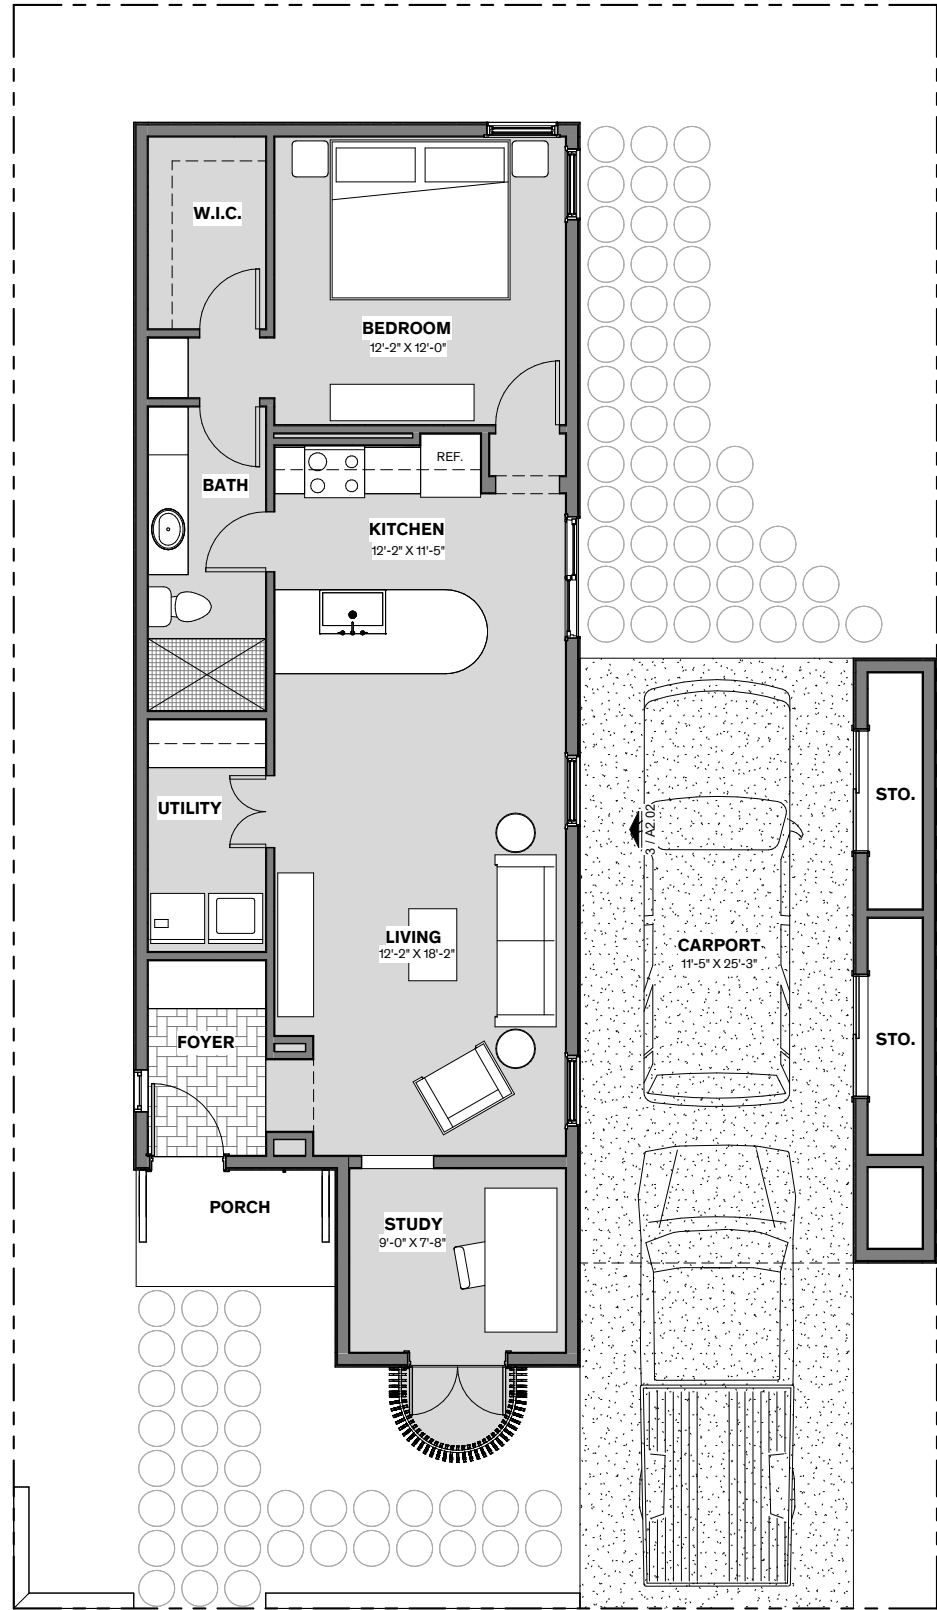 W.I.C.
BEDROOM
12'-2" X 12'-0"
REF.
BATH
KITCHEN
12'-2" X 11'-5"
STO.
UTILITY
3 / A2.02
LIVING
12'-2" X 18'-2"
CARPORT
11'-5" X 25'-3"
FOYER
STO.
PORCH
STUDY
9'-0" X 7'-8"